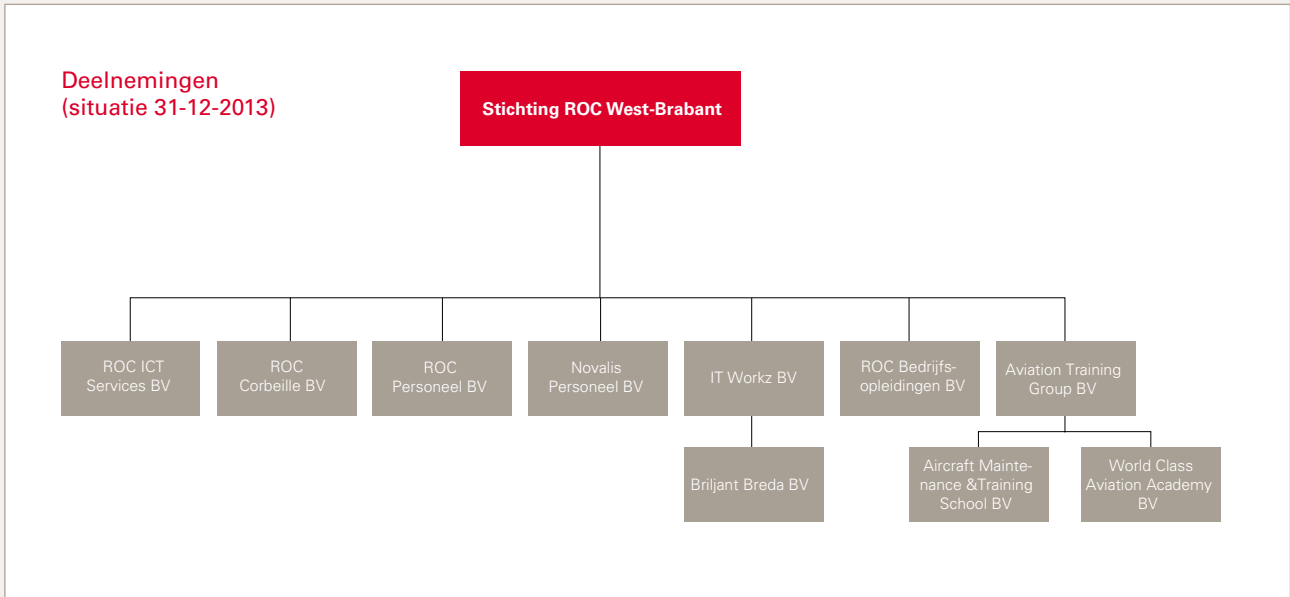 Deelnemingen
(situatie 31-12-2013)
Stichting ROC West-Brabant
ROC ICT
Services BV
ROC
Corbeille BV
ROC
Personeel BV
Novalis
Personeel BV
IT Workz BV
ROC Bedrijfs-
opleidingen BV
Aviation Training
Group BV
Briljant Breda BV
Aircraft Mainte-
nance &Training
School BV
World Class
Aviation Academy
BV